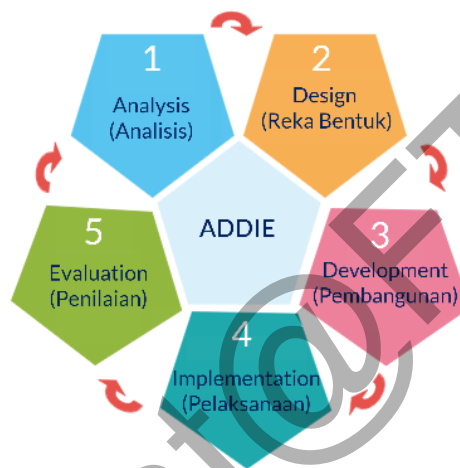 1
Analysis
(Analisis)
2
Design
(Reka Bentuk)
3
Development
(Pembangunan)
4
Implementation
(Pelaksanaan)
5
Evaluation
(Penilaian)
ADDIE